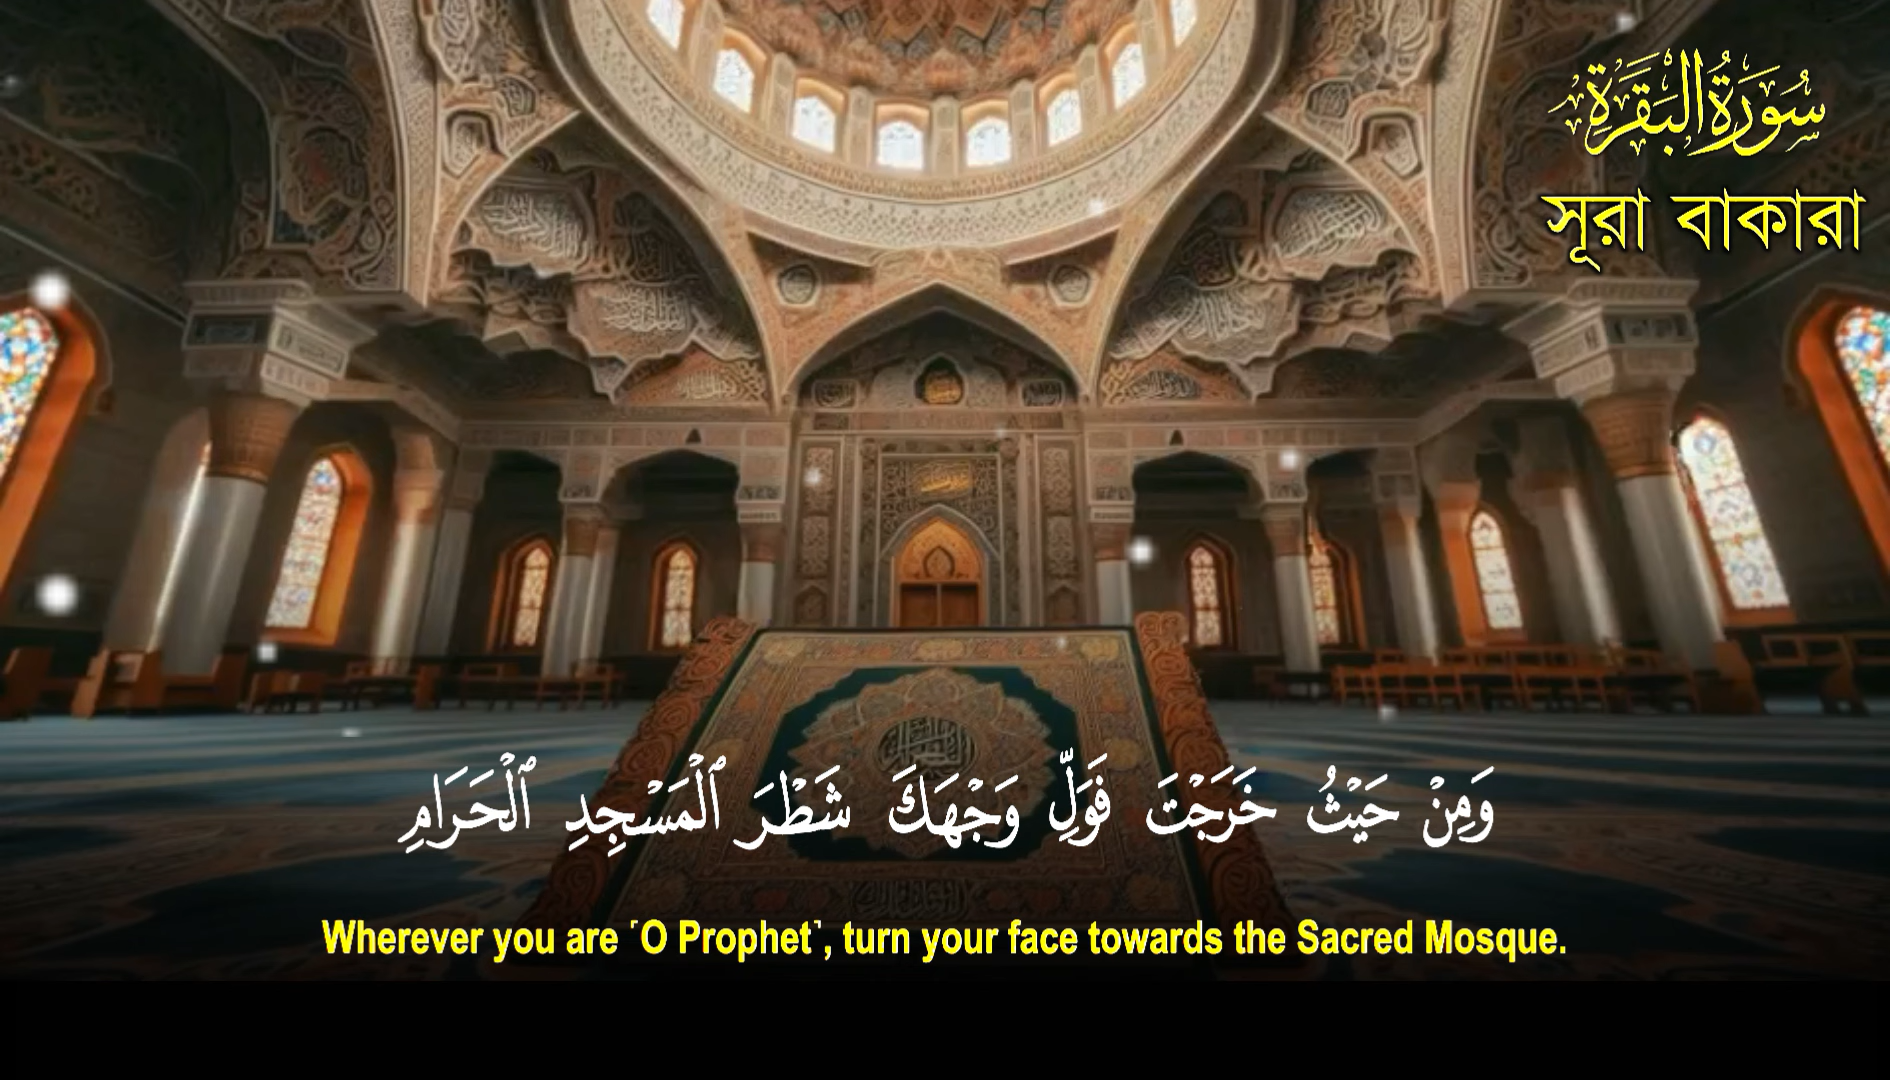 سُورَةُ البَقَرَةِ
সূরা বাকারা
وَمِنْ حَيْثُ خَرَجْتَ فَوَلِّ وَجْهَكَ شَطْرَ ٱلْمَسْجِدِ ٱلْحَرَامِ
Wherever you are ˹O Prophet˺, turn your face towards the Sacred Mosque.